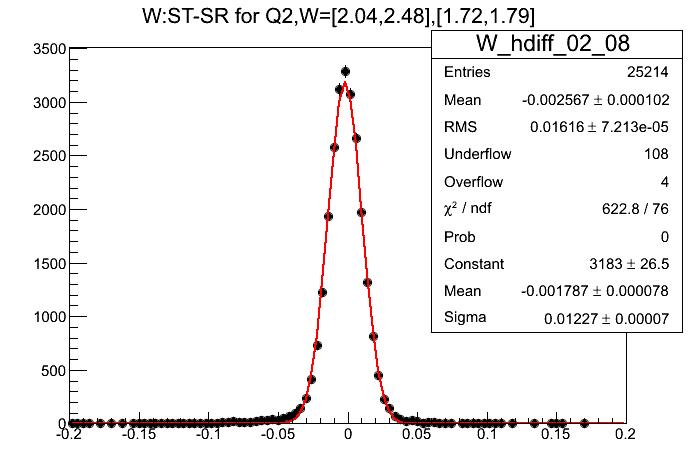 W:ST-SR for Q2,W=[2.04,2.48],[1.72,1.79]
W_hdiff_02_08
Entries 25214
Mean -0.002567 ± 0.000102
RMS 0.01616 ± 7.213e-05
Underflow 108
Overflow 4
χ² / ndf 622.8 / 76
Prob 0
Constant 3183 ± 26.5
Mean -0.001787 ± 0.000078
Sigma 0.01227 ± 0.00007
3500
3000
2500
2000
1500
1000
500
0
-0.2 -0.15 -0.1 -0.05 0 0.05 0.1 0.15 0.2